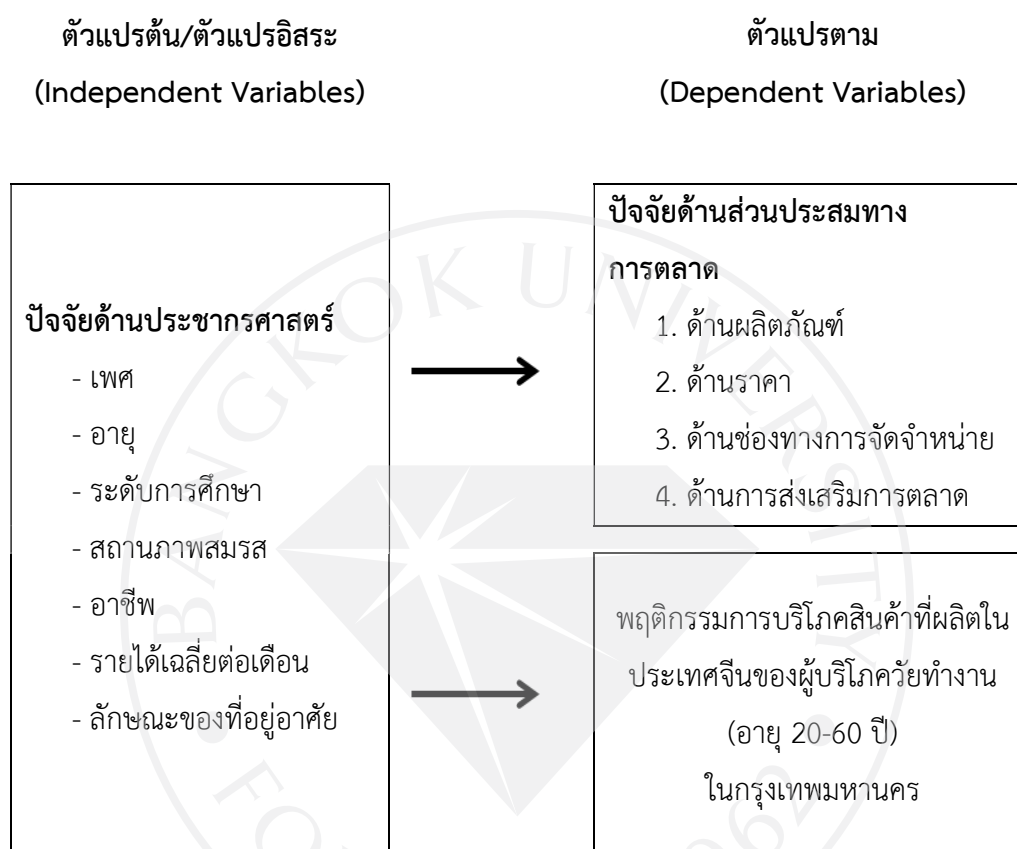 ตัวแปรต้น/ตัวแปรอิสระ
(Independent Variables)
ตัวแปรตาม
(Dependent Variables)
ปัจจัยด้านประชากรศาสตร์
- เพศ
- อายุ
- ระดับการศึกษา
- สถานภาพสมรส
- อาชีพ
- รายได้เฉลี่ยต่อเดือน
- ลักษณะของที่อยู่อาศัย
ปัจจัยด้านส่วนประสมทาง
การตลาด
1. ด้านผลิตภัณฑ์
2. ด้านราคา
3. ด้านช่องทางการจัดจำหน่าย
4. ด้านการส่งเสริมการตลาด
พฤติกรรมการบริโภคสินค้าที่ผลิตใน
ประเทศจีนของผู้บริโภควัยทำงาน
(อายุ 20-60 ปี)
ในกรุงเทพมหานคร
BANGKOK UNIVERSITY